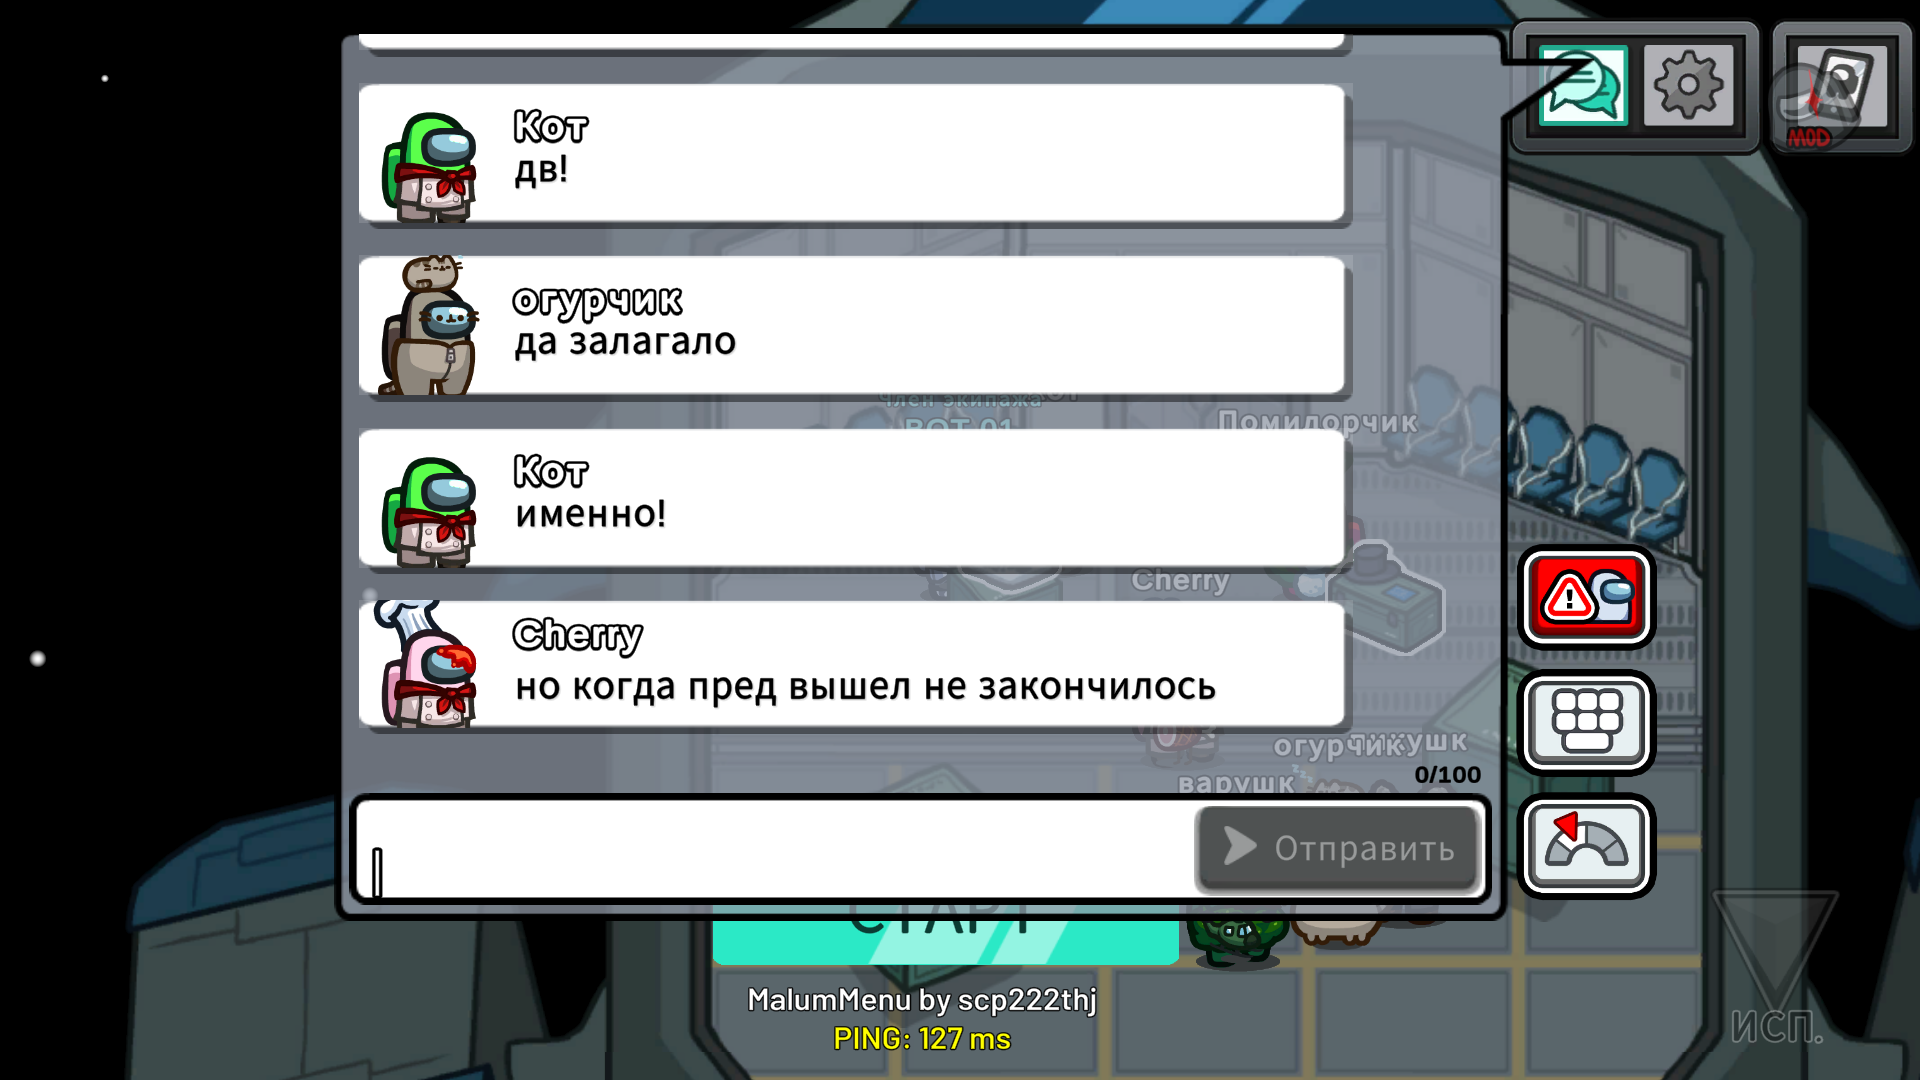 MOD
Кот
дв!
огурчик
да залагало
Член экипажа
BOT 01
Помидорчик
Кот
именно!
Cherry
Cherry
но когда пред вышел не закончилось
огурчик
варушк
0/100
Отправить
СТАРТ
MalumMenu by scp222thj
PING: 127 ms
ИСП.